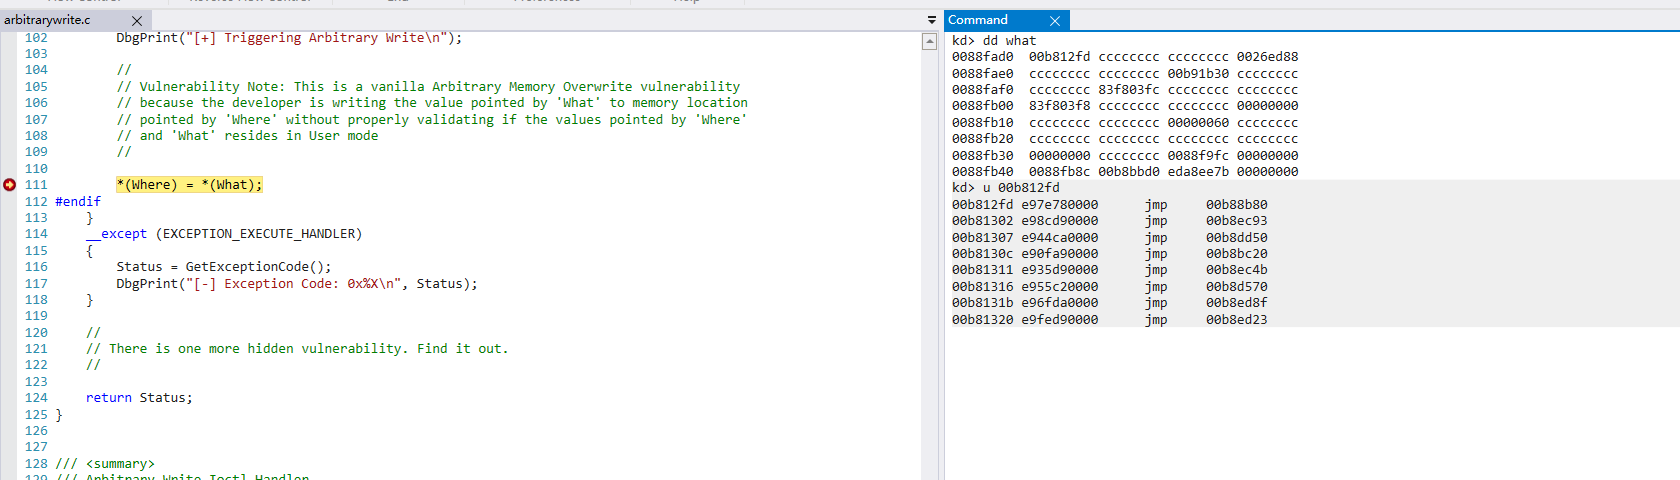 arbitrarywrite.c
102 DbgPrint("[+] Triggering Arbitrary Write\n");
103
104 //
105 // Vulnerability Note: This is a vanilla Arbitrary Memory Overwrite vulnerability
106 // because the developer is writing the value pointed by 'What' to memory location
107 // pointed by 'Where' without properly validating if the values pointed by 'Where'
108 // and 'What' resides in User mode
109 //
110
111 *(Where) = *(What);
112 #endif
113 }
114 __except (EXCEPTION_EXECUTE_HANDLER)
115 {
116 Status = GetExceptionCode();
117 DbgPrint("[-] Exception Code: 0x%X\n", Status);
118 }
119
120 //
121 // There is one more hidden vulnerability. Find it out.
122 //
123
124 return Status;
125 }
126
127
128 /// <summary>
129 /// Arbitrary Write Ioctl Handler
Command
kd> dd what
0088fad0 00b812fd cccccccc cccccccc 0026ed88
0088fae0 cccccccc cccccccc 00b91b30 cccccccc
0088faf0 cccccccc 83f803fc cccccccc cccccccc
0088fb00 83f803f8 cccccccc cccccccc 00000000
0088fb10 cccccccc cccccccc 00000060 cccccccc
0088fb20 cccccccc cccccccc cccccccc cccccccc
0088fb30 00000000 cccccccc 0088f9fc 00000000
0088fb40 0088fb8c 00b8bbd0 eda8ee7b 00000000
kd> u 00b812fd
00b812fd e97e780000 jmp 00b88b80
00b81302 e98cd90000 jmp 00b8ec93
00b81307 e944ca0000 jmp 00b8dd50
00b8130c e90fa90000 jmp 00b8bc20
00b81311 e935d90000 jmp 00b8ec4b
00b81316 e955c20000 jmp 00b8d570
00b8131b e96fda0000 jmp 00b8ed8f
00b81320 e9fed90000 jmp 00b8ed23